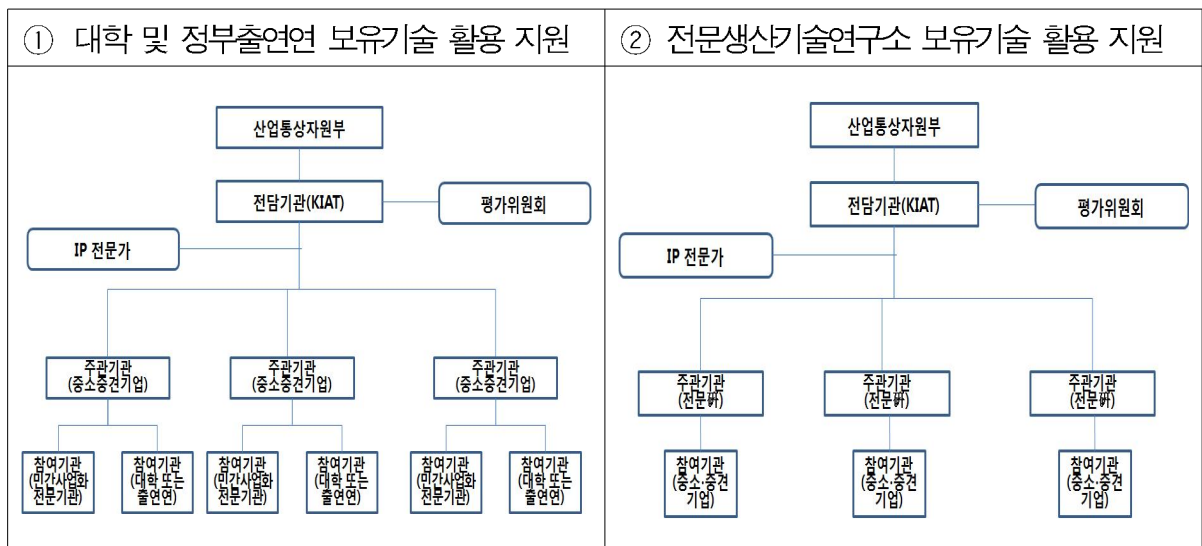 ① 대학 및 정부출연연 보유기술 활용 지원
산업통상자원부
전담기관(KIAT)
평가위원회
IP 전문가
주관기관
(중소중견기업)
주관기관
(중소중견기업)
주관기관
(중소중견기업)
참여기관
(민간사업화
전문기관)
참여기관
(대학 또는
출연연)
참여기관
(민간사업화
전문기관)
참여기관
(대학 또는
출연연)
참여기관
(민간사업화
전문기관)
참여기관
(대학 또는
출연연)
② 전문생산기술연구소 보유기술 활용 지원
산업통상자원부
전담기관(KIAT)
평가위원회
IP 전문가
주관기관
(전문硏)
주관기관
(전문硏)
주관기관
(전문硏)
참여기관
(중소·중견
기업)
참여기관
(중소·중견
기업)
참여기관
(중소·중견
기업)